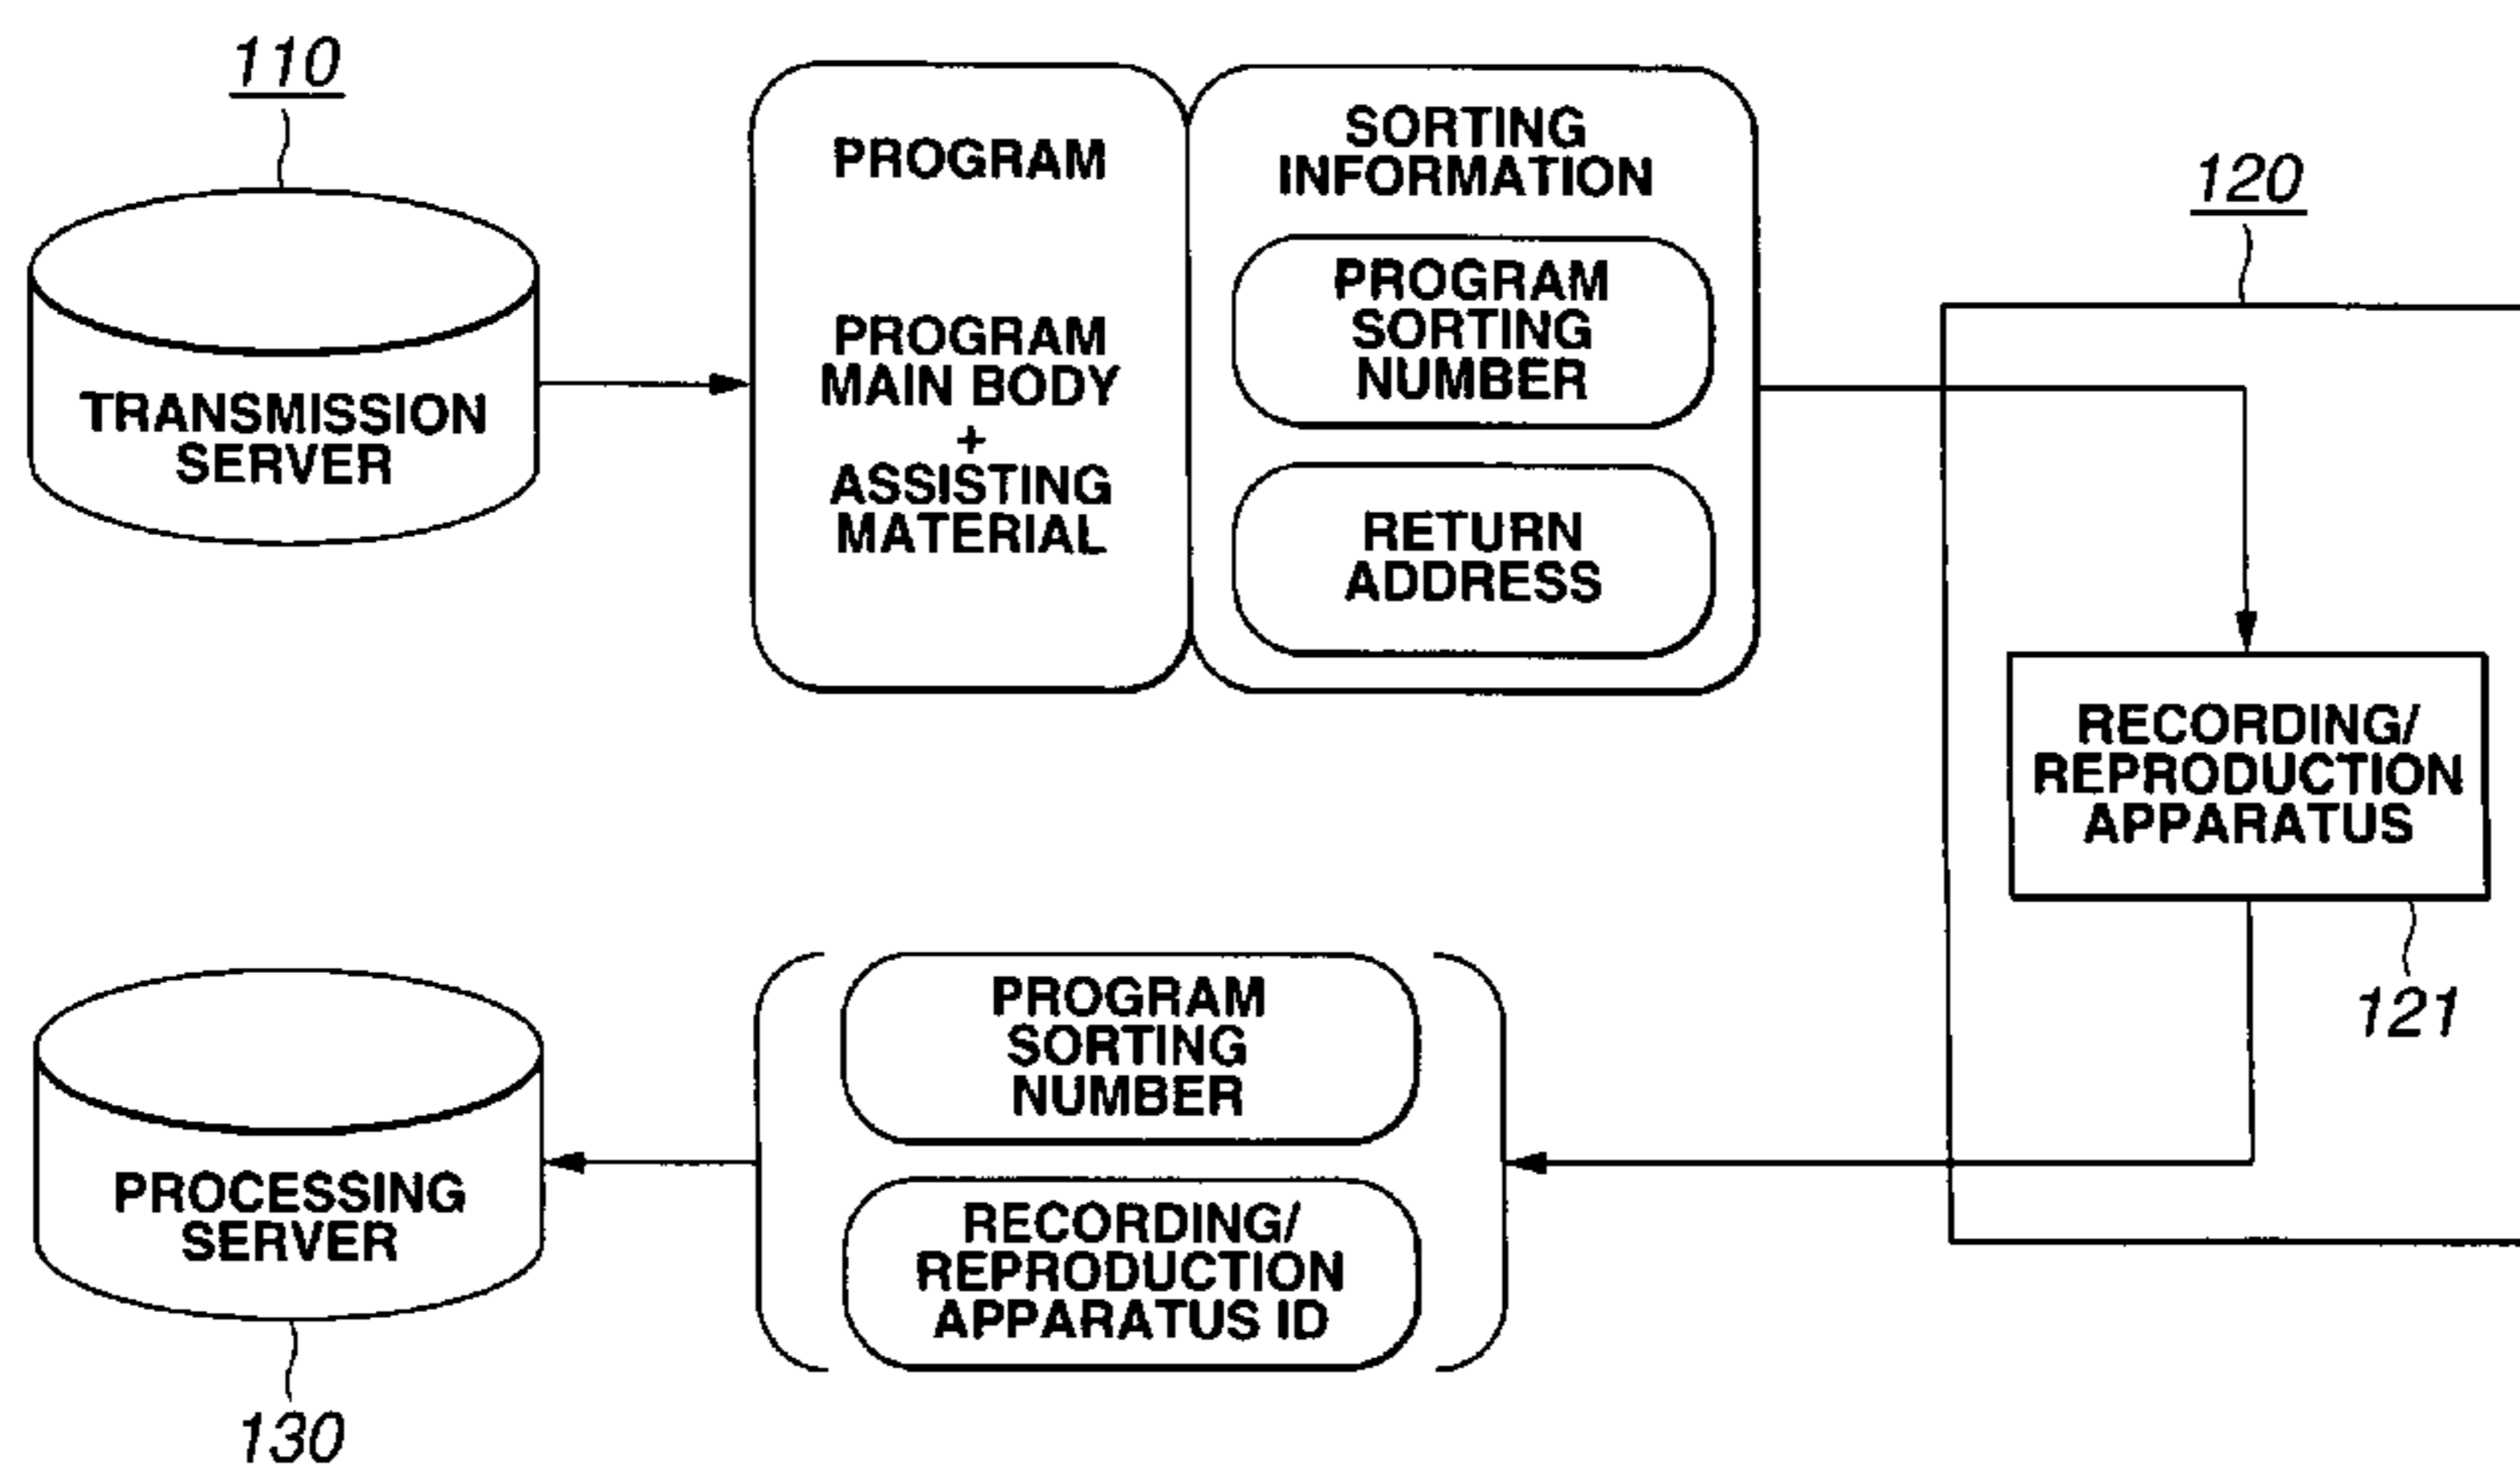 110
TRANSMISSION
SERVER
PROGRAM
PROGRAM
MAIN BODY
+
ASSISTING
MATERIAL
SORTING
INFORMATION
PROGRAM
SORTING
NUMBER
RETURN
ADDRESS
120
RECORDING/
REPRODUCTION
APPARATUS
121
PROGRAM
SORTING
NUMBER
RECORDING/
REPRODUCTION
APPARATUS ID
PROCESSING
SERVER
130